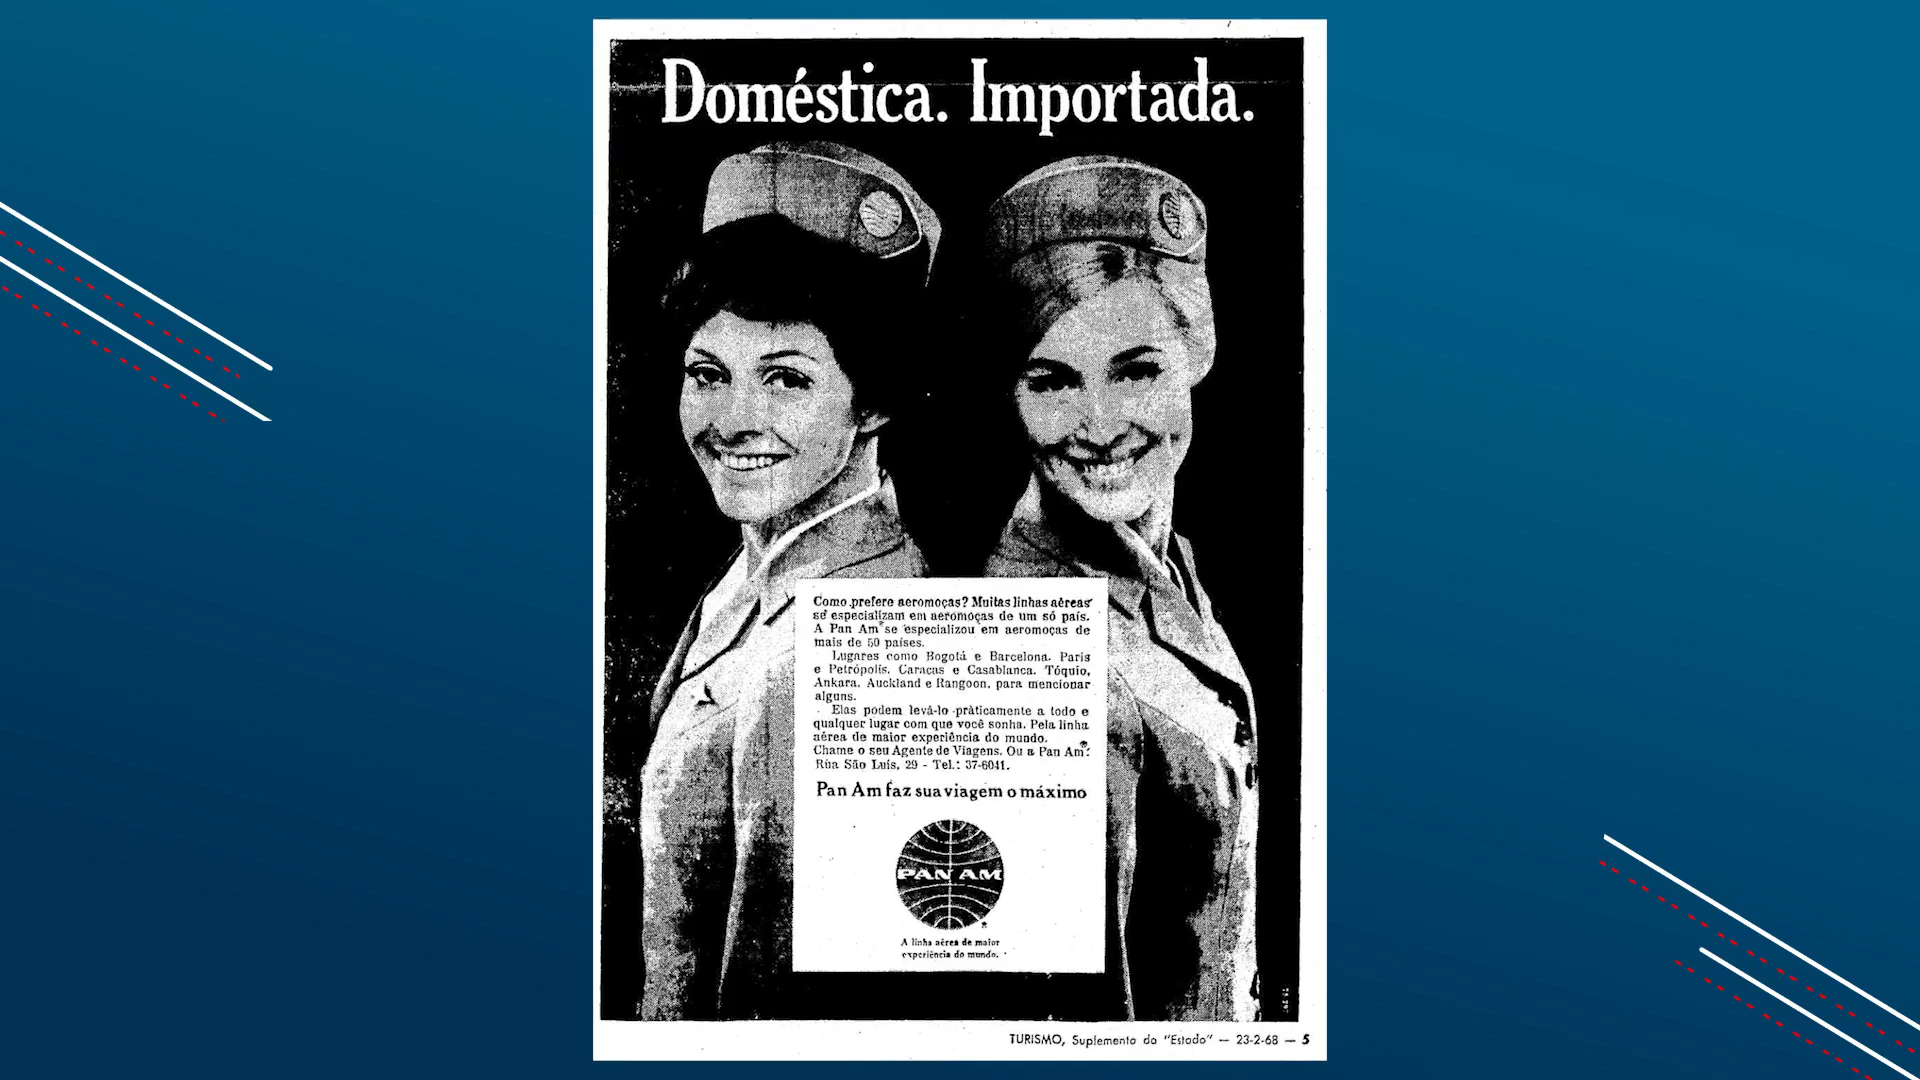 Doméstica. Importada.
Como prefere aeromoças? Muitas linhas aéreas
se especializam em aeromoças de um só país.
A Pan Am se especializou em aeromoças de
mais de 50 países.
Lugares como Bogotá e Barcelona. Paris
e Petrópolis. Caracas e Casablanca. Tóquio,
Ankara, Auckland e Rangoon, para mencionar
alguns.
Elas podem levá-lo pràticamente a todo e
qualquer lugar com que você sonha. Pela linha
aérea de maior experiência do mundo.
Chame o seu Agente de Viagens. Ou a Pan Am.
Rua São Luís, 29 - Tel.: 37-6041.
Pan Am faz sua viagem o máximo
PAN AM
A linha aérea de maior
experiência do mundo.
TURISMO, Suplemento do "Estado" — 23-2-68 — 5